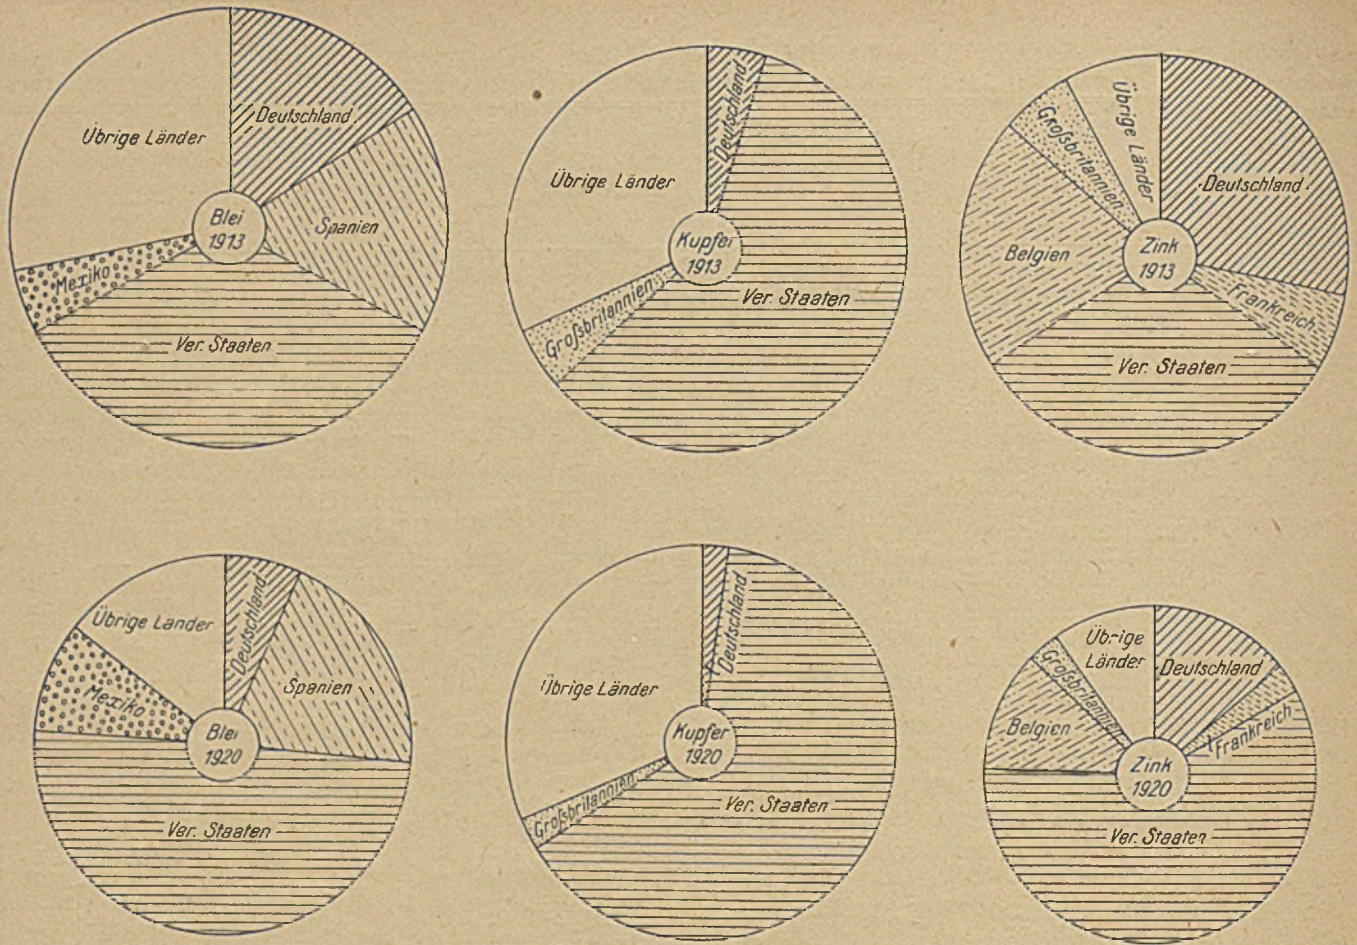 Übrige Länder
Deutschland
Spanien
Ver. Staaten
Mexiko
Blei
1913
Übrige Länder
Deutschland
Ver. Staaten
Großbritannien
Kupfer
1913
Übrige Länder
Deutschland
Frankreich
Ver. Staaten
Belgien
Großbritannien
Zink
1913
Übrige Länder
Deutschland
Spanien
Ver. Staaten
Mexiko
Blei
1920
Übrige Länder
Deutschland
Ver. Staaten
Großbritannien
Kupfer
1920
Übrige
Länder
Deutschland
Frankreich
Ver. Staaten
Belgien
Großbritannien
Zink
1920